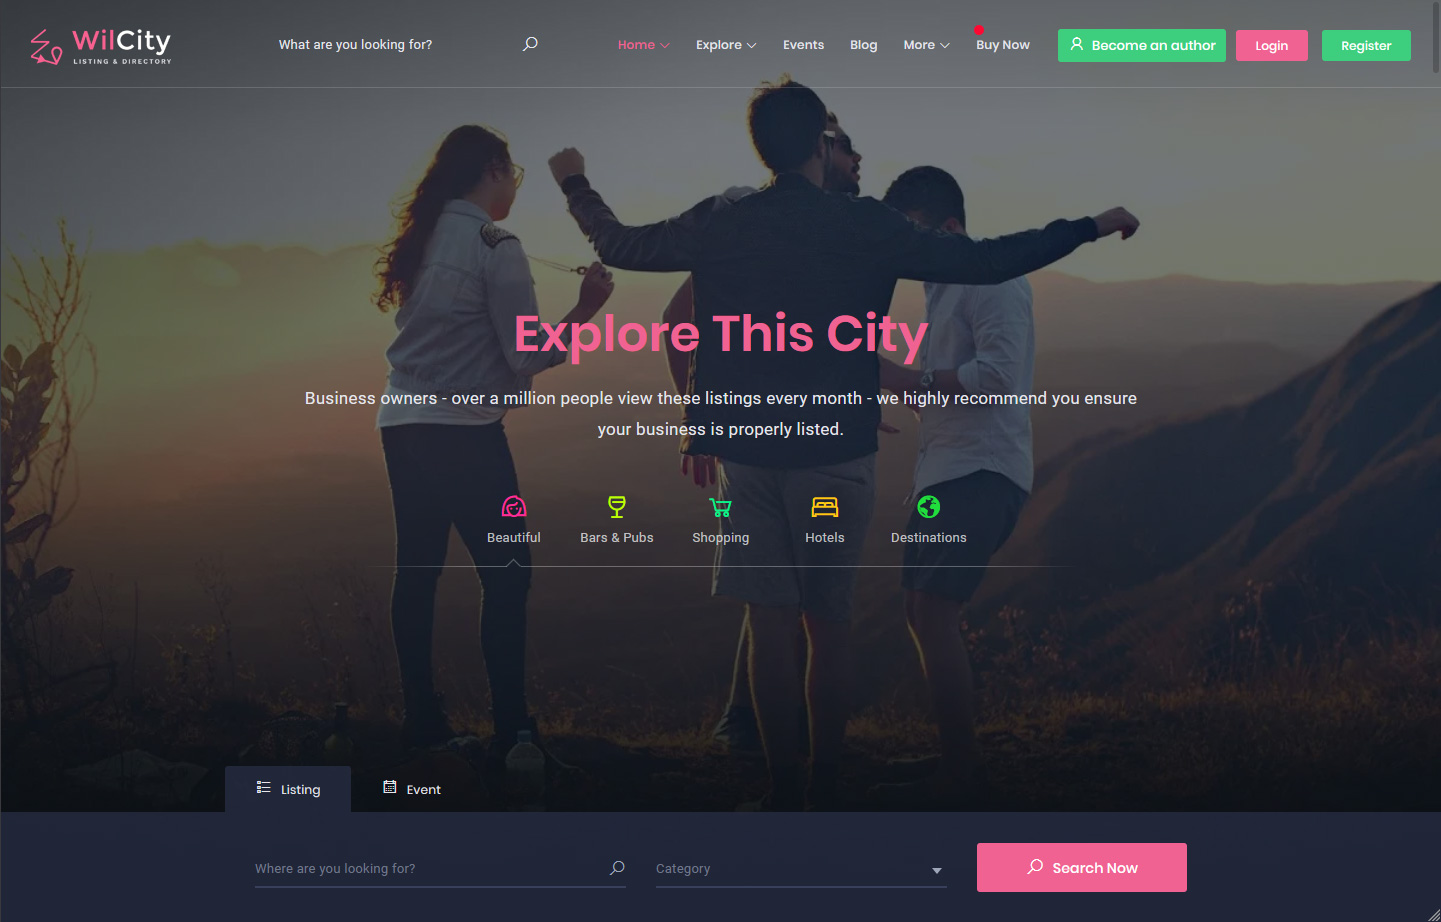 WilCity
LISTING & DIRECTORY
What are you looking for?
Home
Explore
Events
Blog
More
Buy Now
Become an author
Login
Register
Explore This City
Business owners - over a million people view these listings every month - we highly recommend you ensure
your business is properly listed.
Beautiful
Bars & Pubs
Shopping
Hotels
Destinations
Listing
Event
Where are you looking for?
Category
Search Now